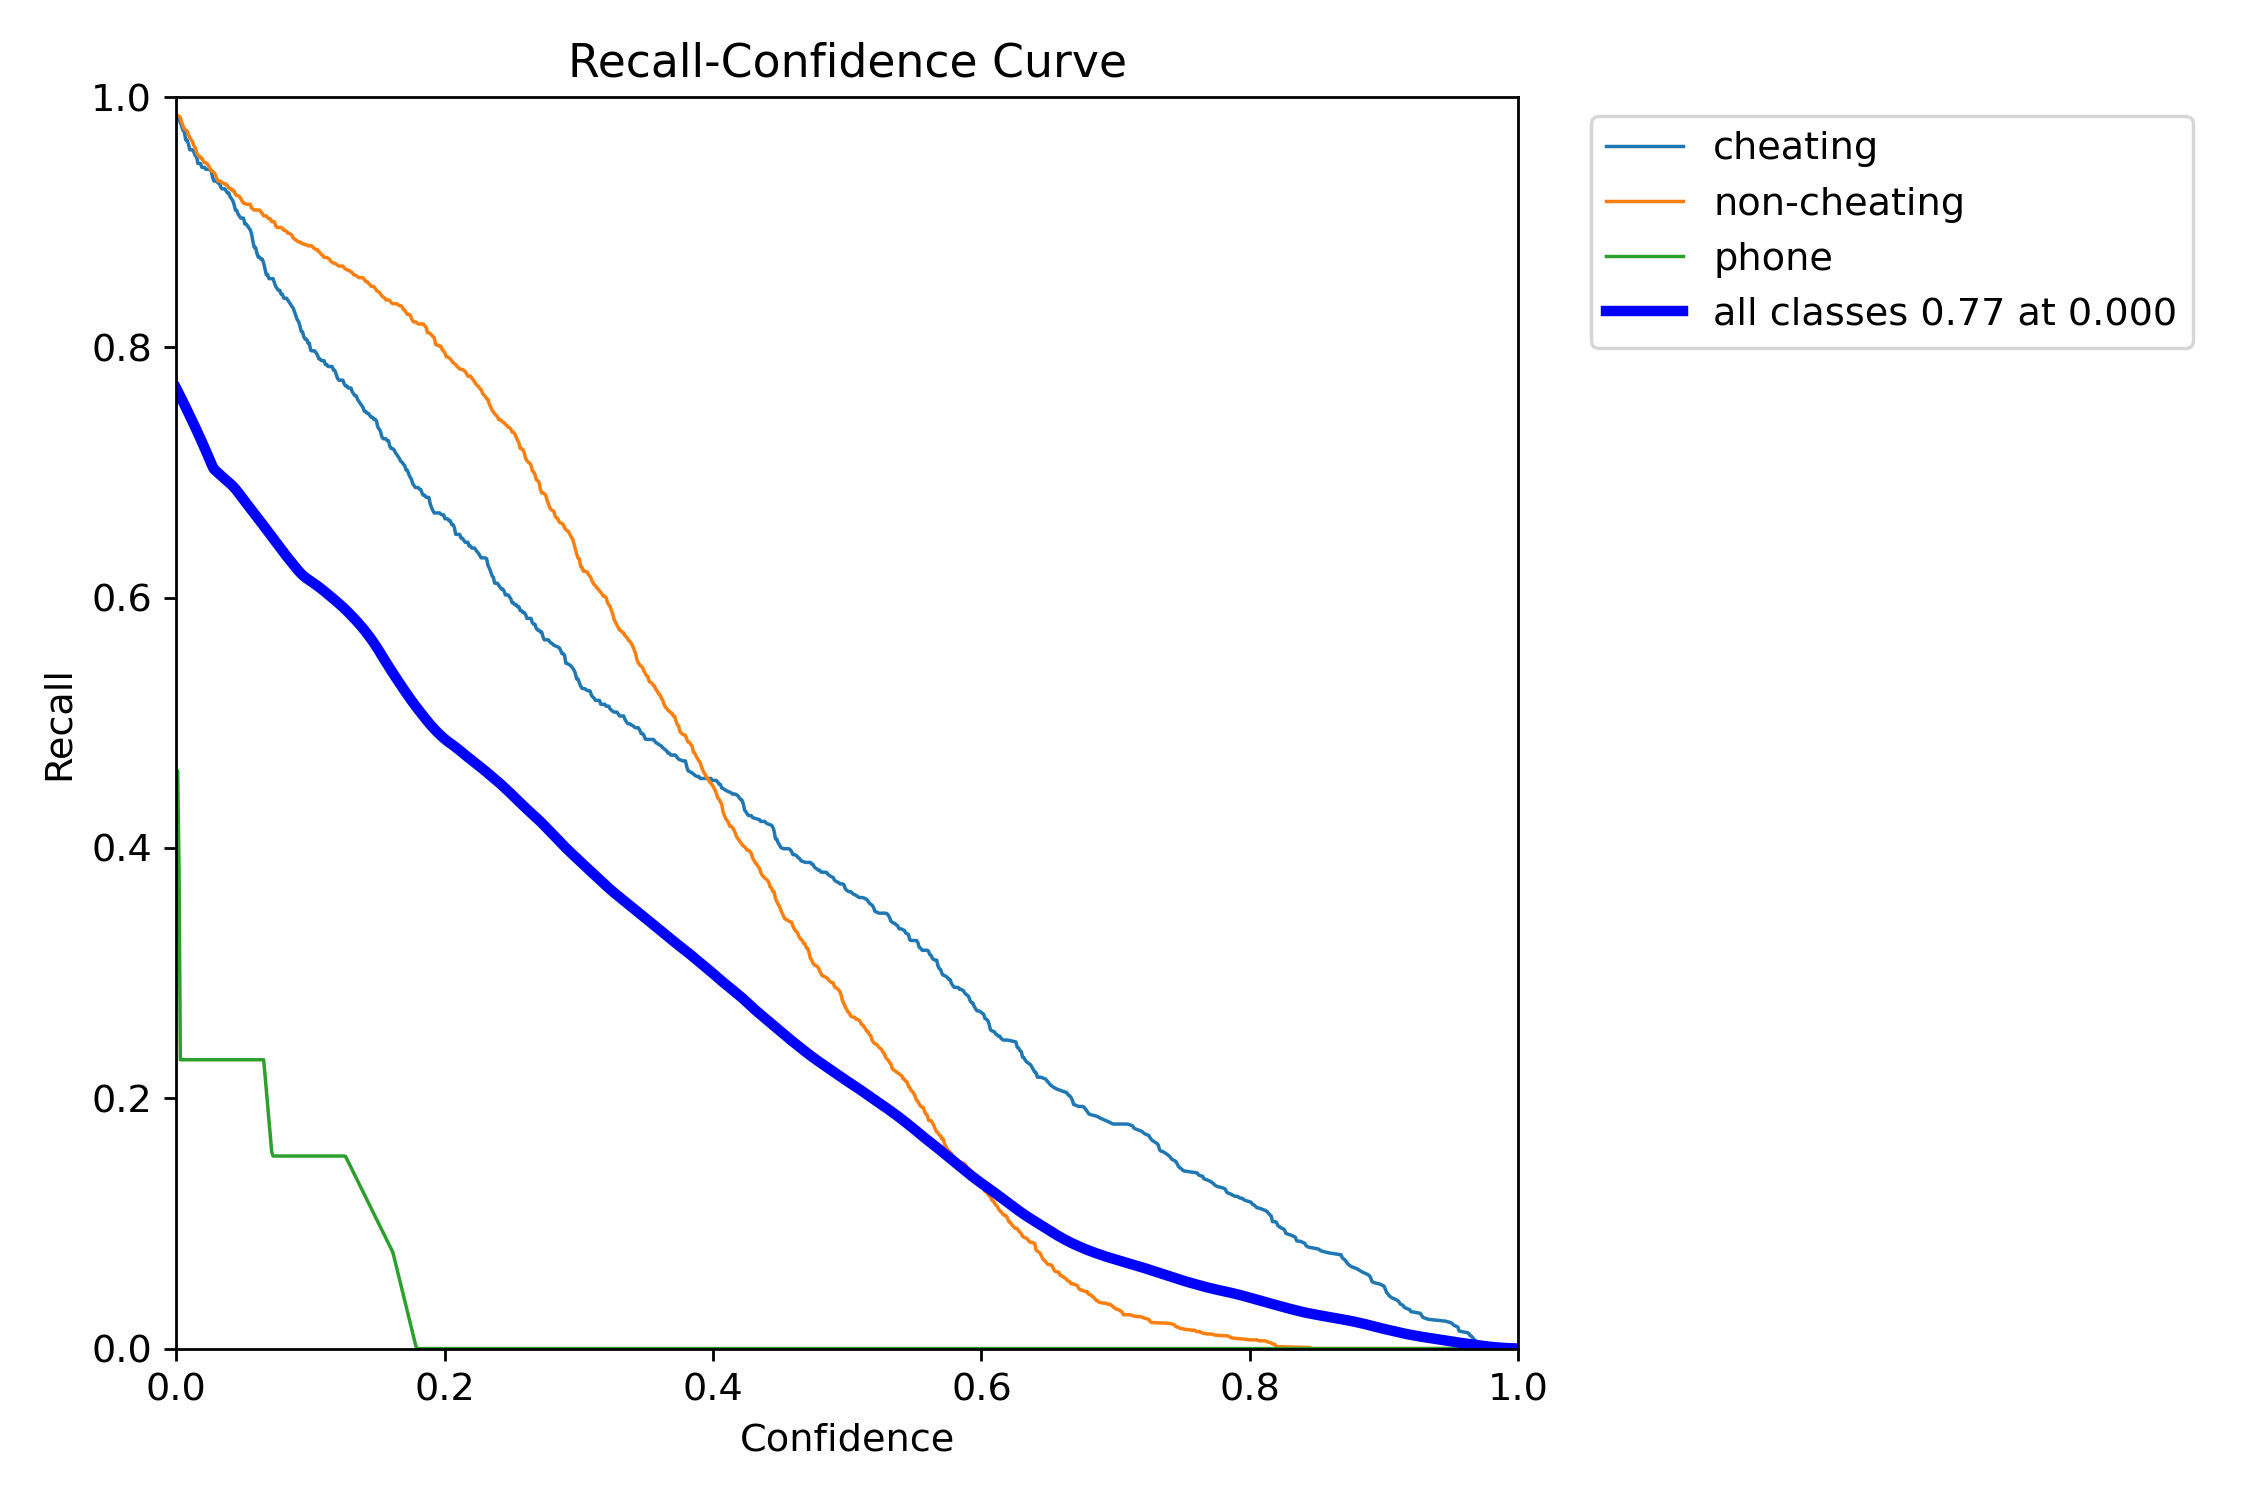 Recall-Confidence Curve
1.0
0.8
0.6
0.4
0.2
0.0
Recall
0.0 0.2 0.4 0.6 0.8 1.0
Confidence
cheating
non-cheating
phone
all classes 0.77 at 0.000